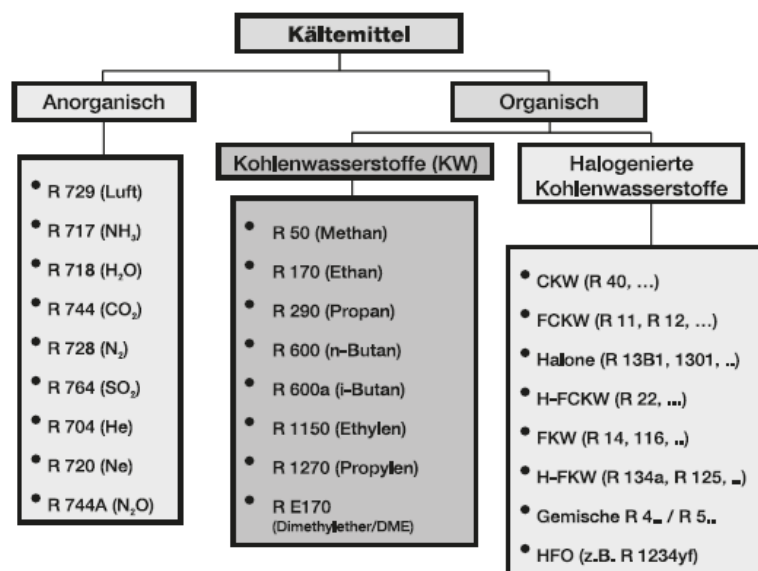 Kältemittel
Anorganisch
Organisch
Kohlenwasserstoffe (KW)
Halogenierte
Kohlenwasserstoffe
• R 729 (Luft)
• R 717 (NH₃)
• R 718 (H₂O)
• R 744 (CO₂)
• R 728 (N₂)
• R 764 (SO₂)
• R 704 (He)
• R 720 (Ne)
• R 744A (N₂O)
• R 50 (Methan)
• R 170 (Ethan)
• R 290 (Propan)
• R 600 (n-Butan)
• R 600a (i-Butan)
• R 1150 (Ethylen)
• R 1270 (Propylen)
• R E170
(Dimethylether/DME)
• CKW (R 40, ...)
• FCKW (R 11, R 12, ...)
• Halone (R 13B1, 1301, ..)
• H-FCKW (R 22, ...)
• FKW (R 14, 116, ..)
• H-FKW (R 134a, R 125, ..)
• Gemische R 4.. / R 5..
• HFO (z.B. R 1234yf)